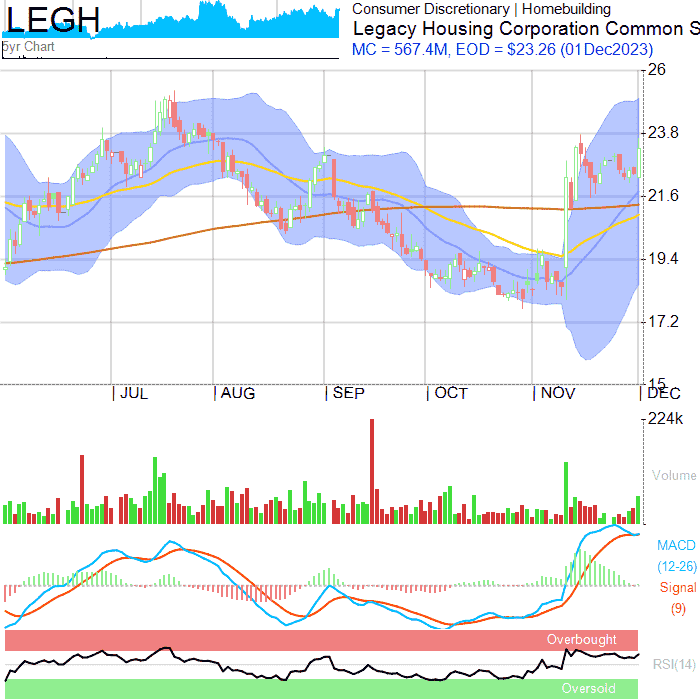 LEGH
5yr Chart
Consumer Discretionary | Homebuilding
Legacy Housing Corporation Common S
MC = 567.4M, EOD = $23.26 (01Dec2023)
26
23.8
21.6
19.4
17.2
15
JUL AUG SEP OCT NOV DEC
224k
Volume
MACD
(12-26)
Signal
(9)
Overbought
RSI(14)
Oversold